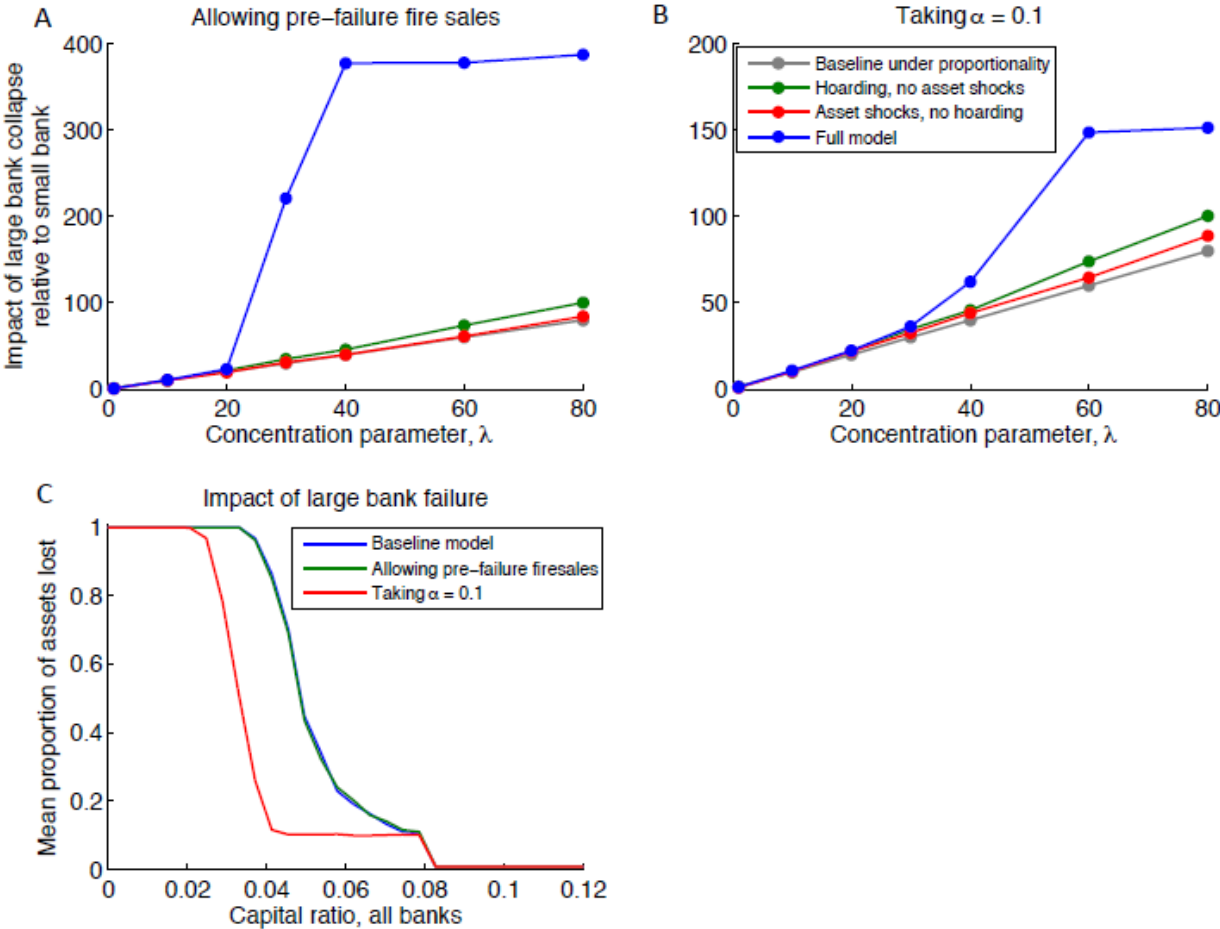 A
Allowing pre-failure fire sales
Impact of large bank collapse
relative to small bank
400
300
200
100
0
0
20
40
60
80
Concentration parameter, λ
B
Taking α = 0.1
200
150
100
50
0
Baseline under proportionality
Hoarding, no asset shocks
Asset shocks, no hoarding
Full model
0
20
40
60
80
Concentration parameter, λ
C
Impact of large bank failure
Mean proportion of assets lost
1
0.8
0.6
0.4
0.2
0
Baseline model
Allowing pre-failure firesales
Taking α = 0.1
0
0.02
0.04
0.06
0.08
0.1
0.12
Capital ratio, all banks